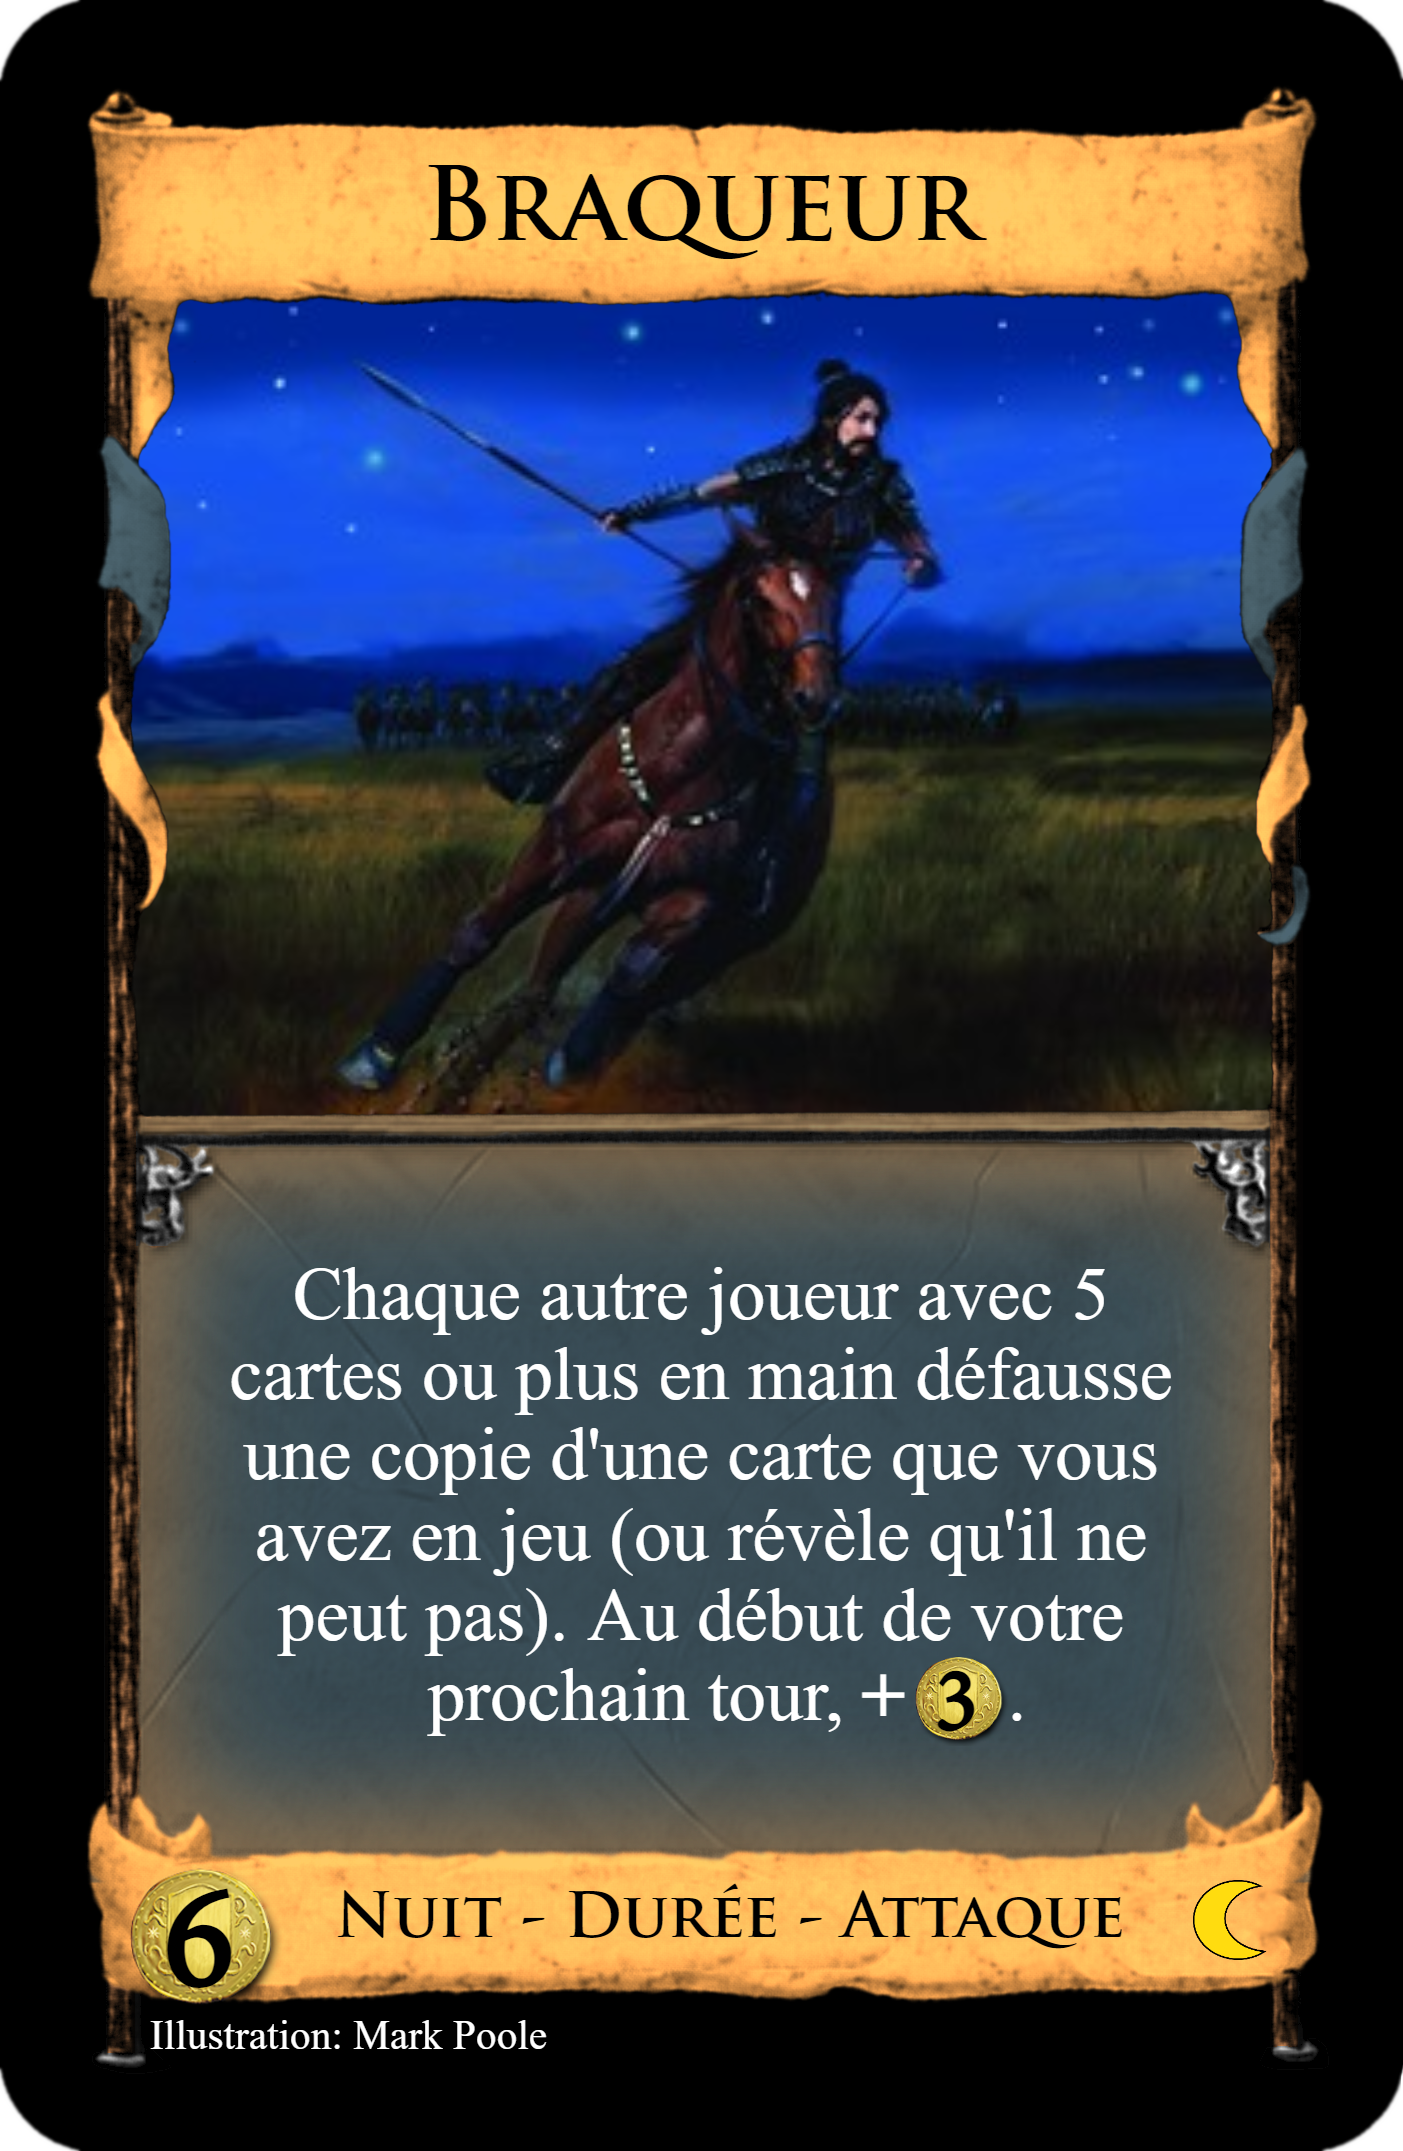 Braqueur
Chaque autre joueur avec 5
cartes ou plus en main défausse
une copie d'une carte que vous
avez en jeu (ou révèle qu'il ne
peut pas). Au début de votre
prochain tour, + 3 .
6 Nuit - Durée - Attaque
Illustration: Mark Poole